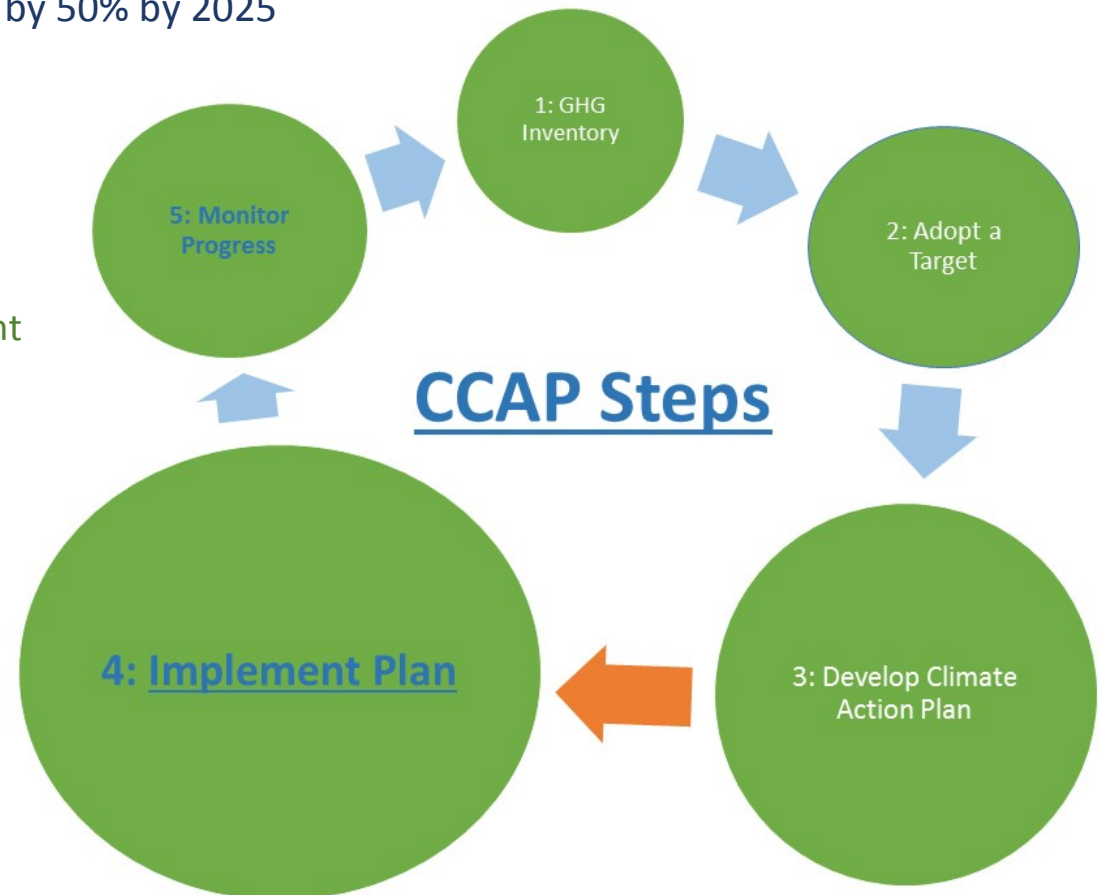 by 50% by 2025
1: GHG
Inventory
2: Adopt a
Target
3: Develop Climate
Action Plan
4: Implement Plan
5: Monitor
Progress
CCAP Steps